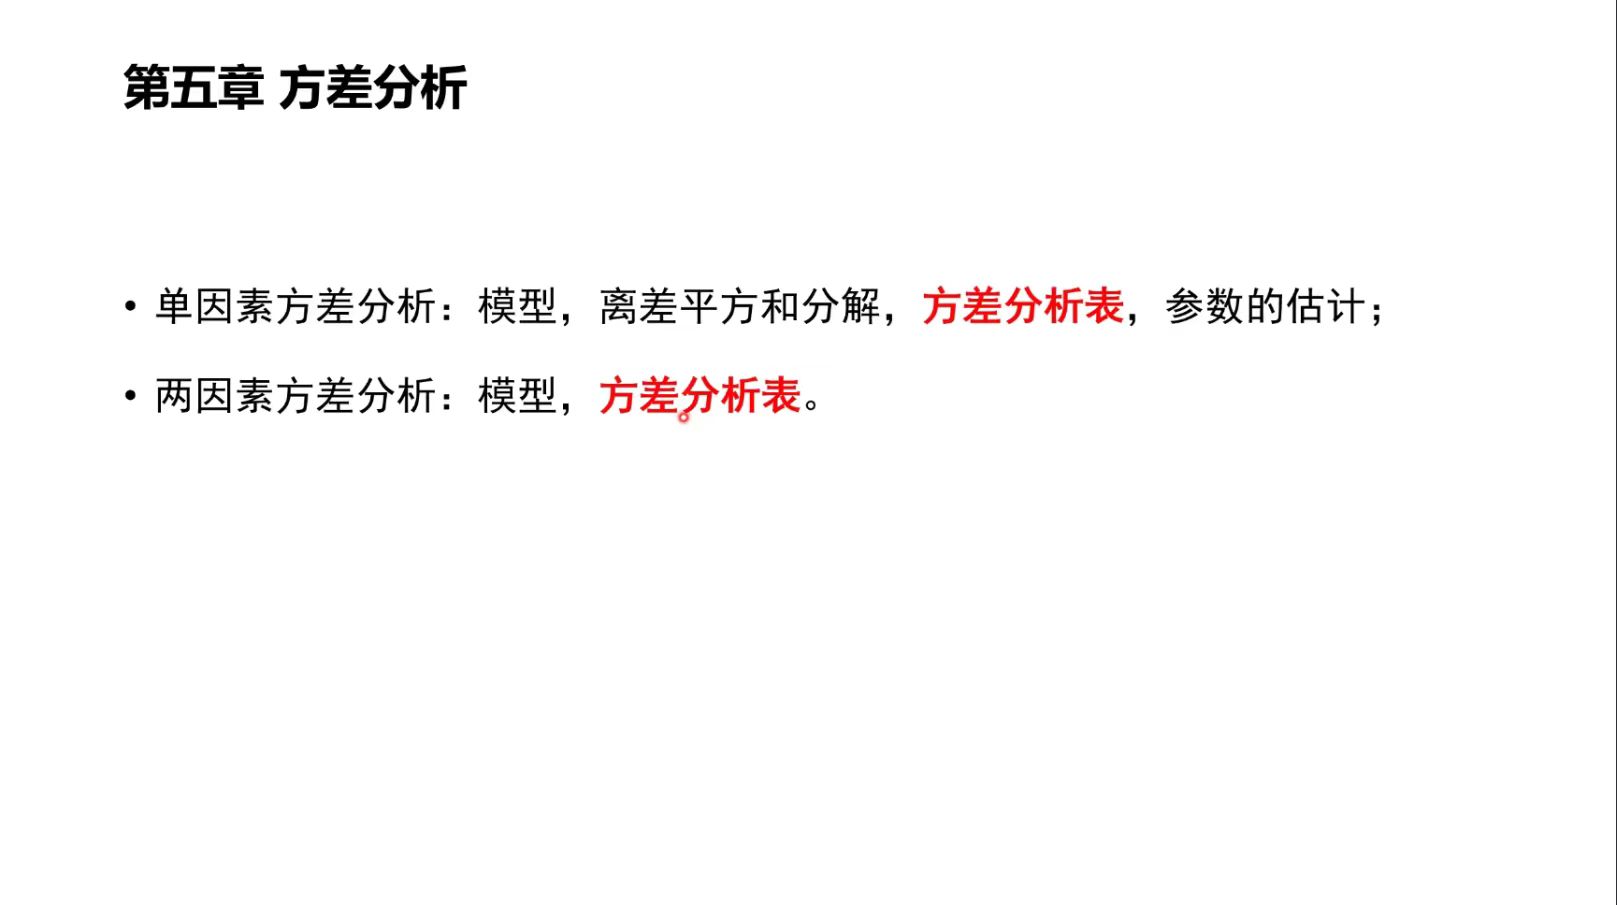 第五章 方差分析
• 单因素方差分析：模型，离差平方和分解，方差分析表，参数的估计；
• 两因素方差分析：模型，方差分析表。